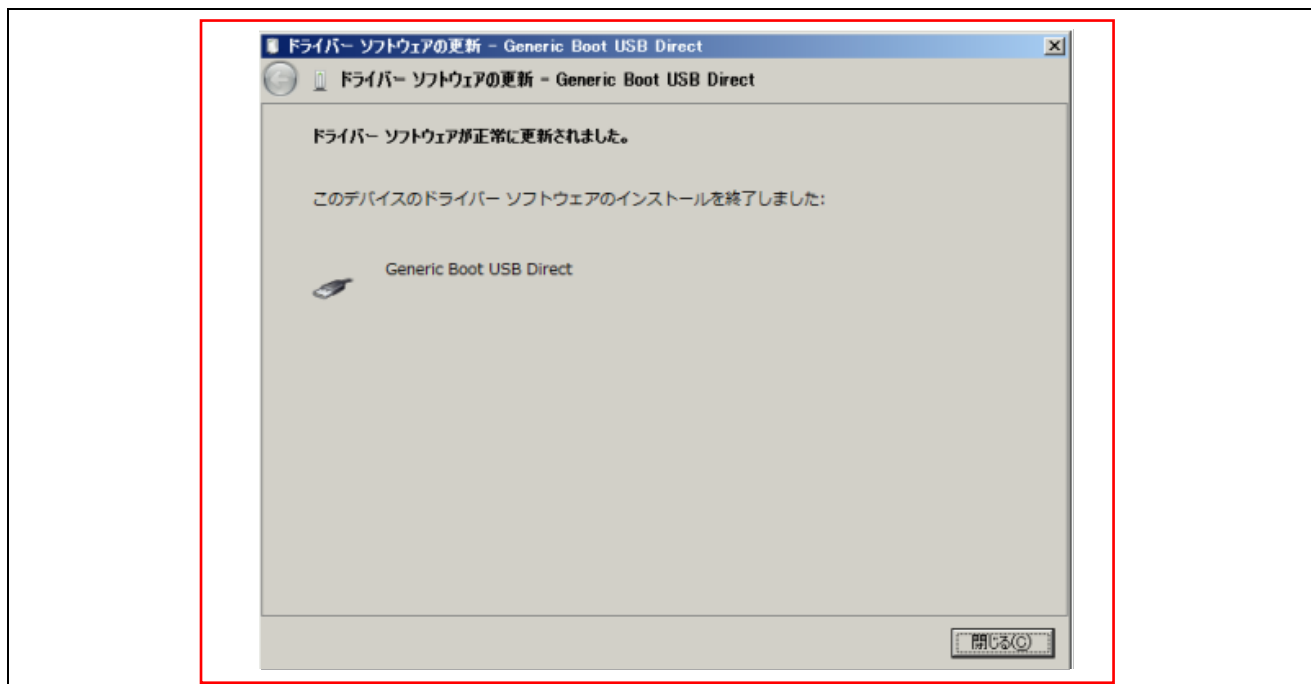 ドライバー ソフトウェアの更新 - Generic Boot USB Direct
ドライバー ソフトウェアの更新 - Generic Boot USB Direct
ドライバー ソフトウェアが正常に更新されました。
このデバイスのドライバー ソフトウェアのインストールを終了しました:
Generic Boot USB Direct
閉じる(C)